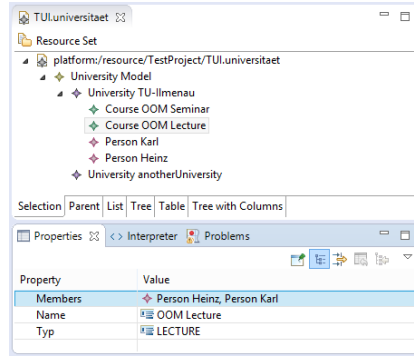 TUI.universitaet
Resource Set
platform:/resource/TestProject/TUI.universitaet
University Model
University TU-Ilmenau
Course OOM Seminar
Course OOM Lecture
Person Karl
Person Heinz
University anotherUniversity
Selection Parent List Tree Table Tree with Columns
Properties Interpreter Problems
Property Value
Members Person Heinz, Person Karl
Name OOM Lecture
Typ LECTURE